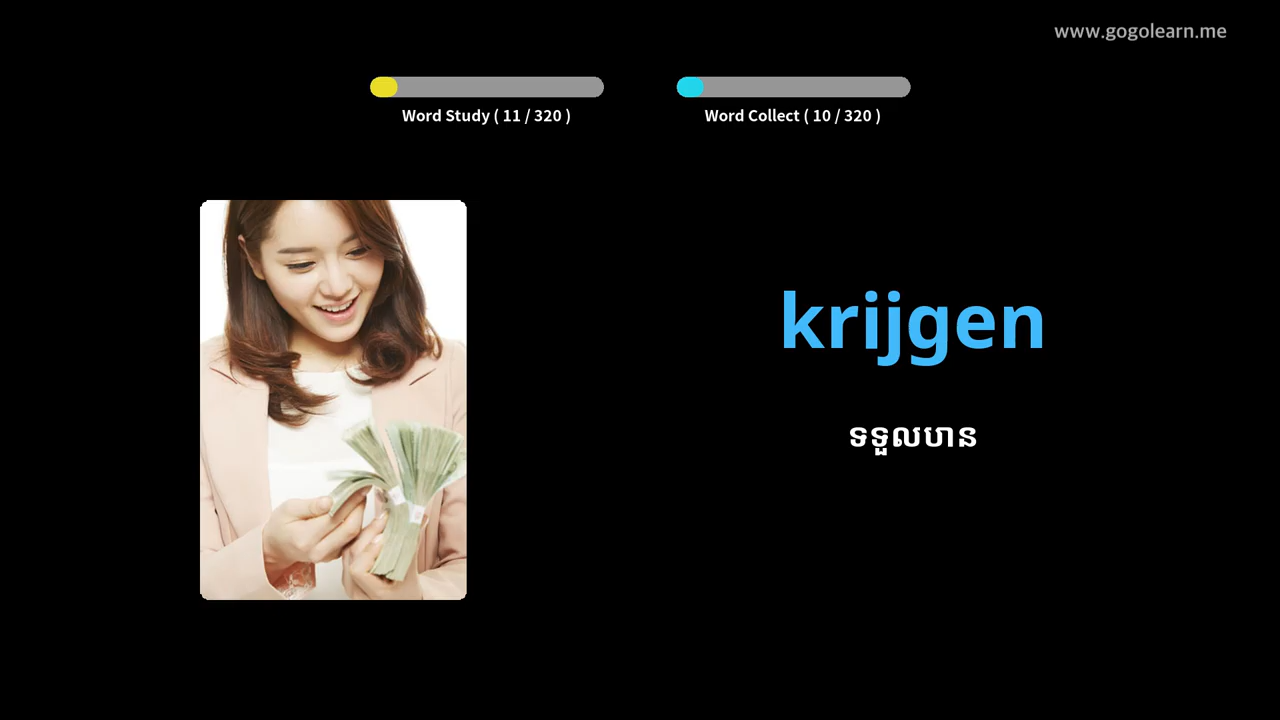 www.gogolearn.me
Word Study ( 11 / 320 )
Word Collect ( 10 / 320 )
krijgen
ទទួលបាន